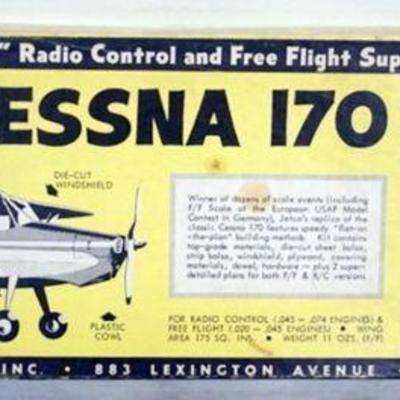 " Radio Control and Free Flight Sup
ESSNA 170
DIE-CUT
WINDSHIELD
Winner of dozens of scale events (including
F/F Scale at the European USAF Model
Contest in Germany), Jetco's replica of the
classic Cessna 170 features speedy "flat-on
-the-plan" building methods. Kit contains
top-grade materials, die-cut sheet balsa,
strip balsa, windshield, plywood, covering
materials, dowel, hardware — plus 2 super-
detailed plans for both F/F & R/C versions.
PLASTIC
COWL
FOR RADIO CONTROL (.045 - .074 ENGINES) &
FREE FLIGHT (.020 - .045 ENGINES) • WING
AREA 175 SQ. INS. • WEIGHT 11 OZS. (F/F)
INC. • 883 LEXINGTON AVENUE •